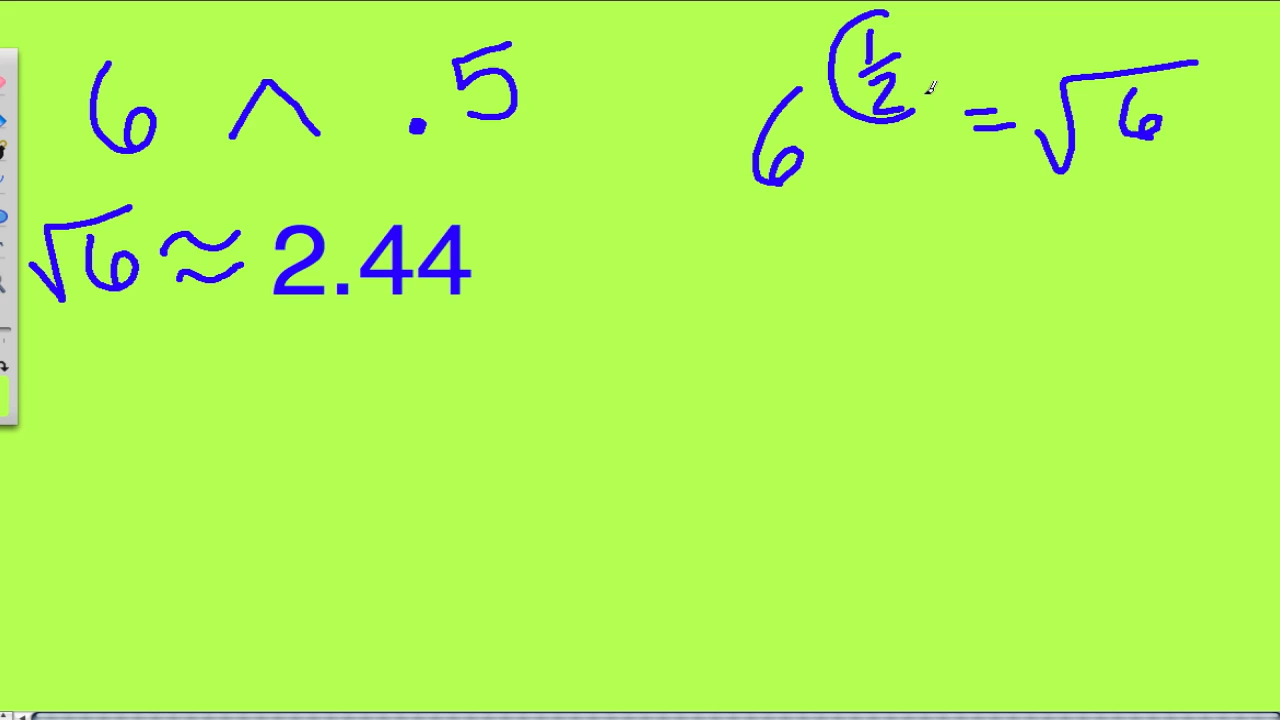 6 ^ .5
6^(1/2) = √6
√6 ≈ 2.44